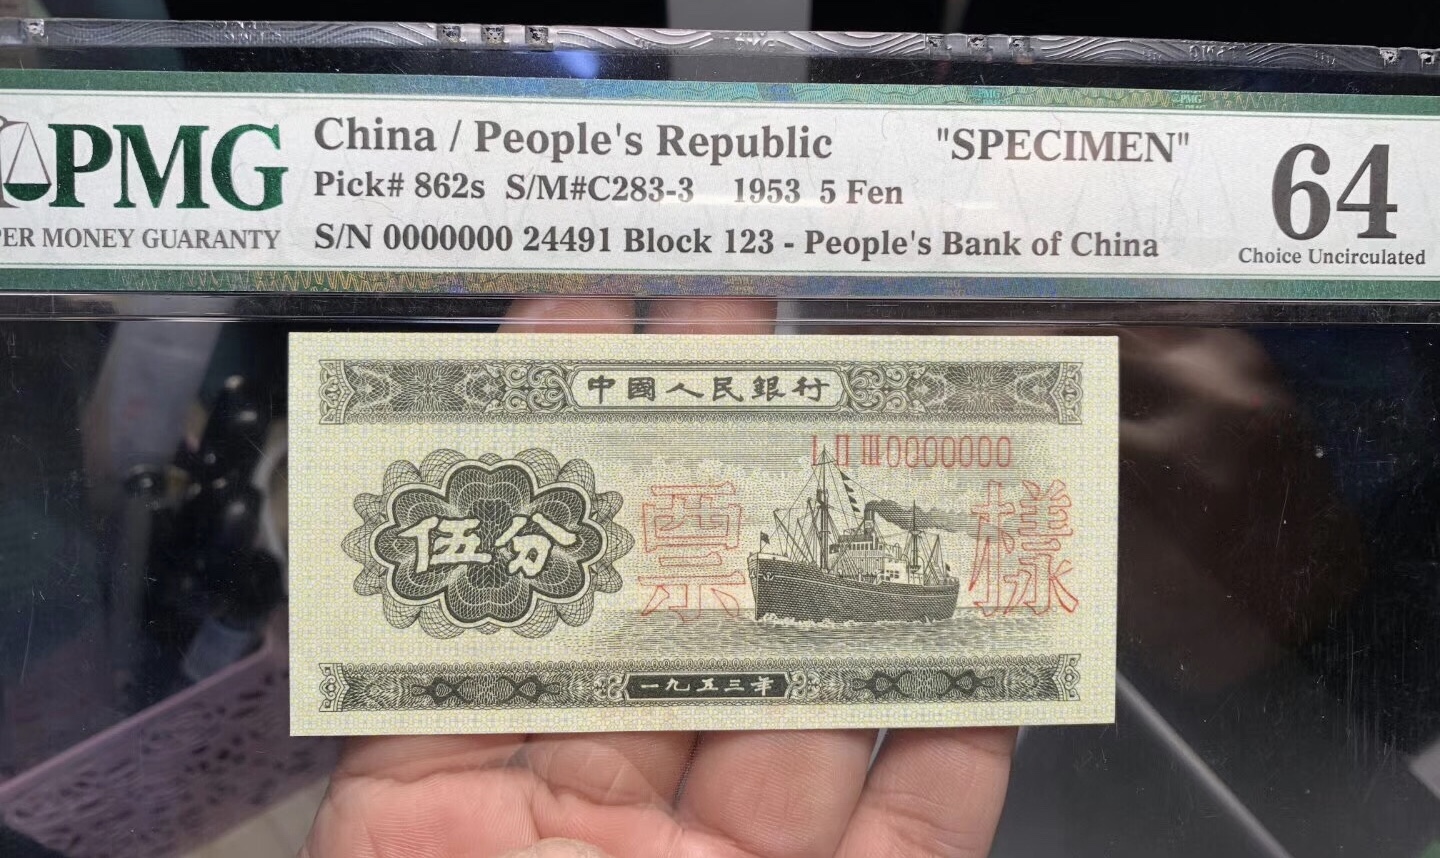 PMG
PER MONEY GUARANTY
China / People's Republic "SPECIMEN"
Pick# 862s S/M#C283-3 1953 5 Fen
S/N 0000000 24491 Block 123 - People's Bank of China
64
Choice Uncirculated
中國人民銀行
I II III 0000000
伍分
票樣
一九五三年